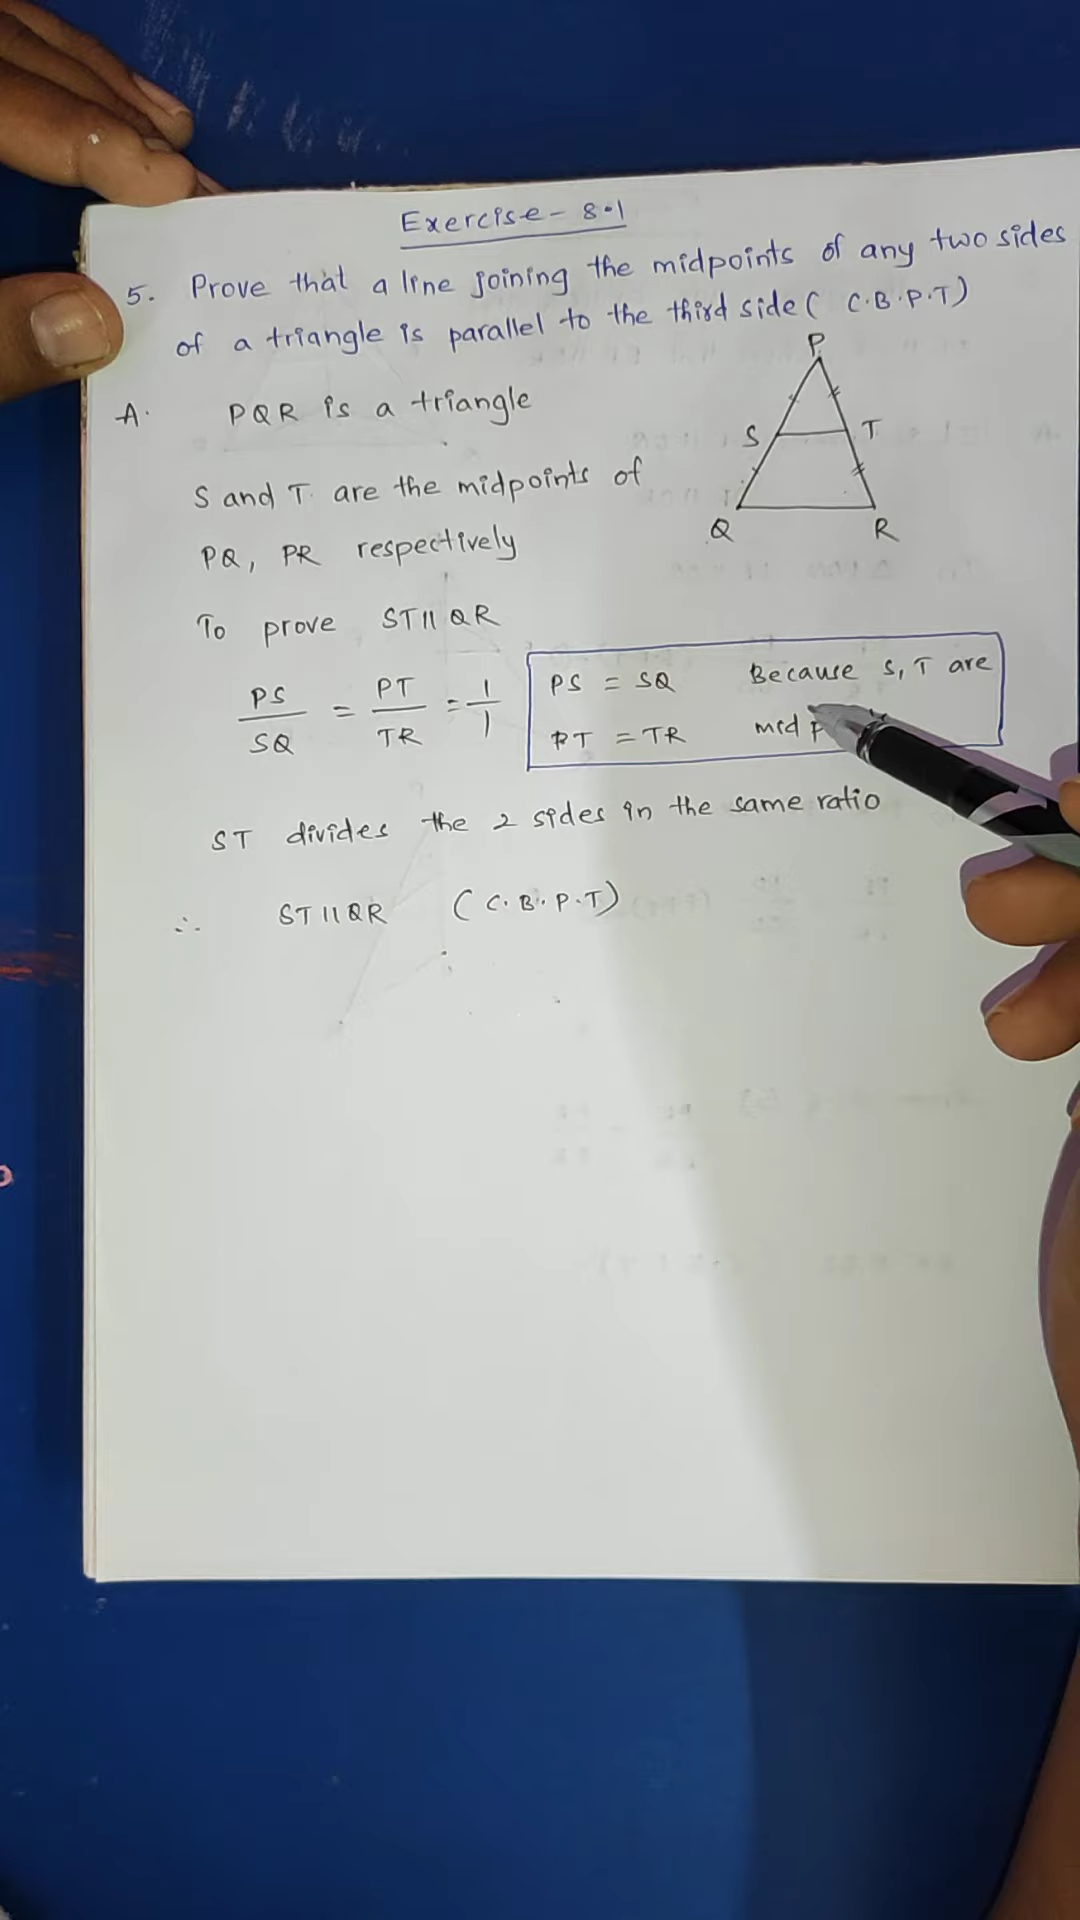 Exercise - 8.1
5. Prove that a line joining the midpoints of any two sides
of a triangle is parallel to the third side ( C.B.P.T)
P
A. PQR is a triangle
S T
S and T. are the midpoints of
Q R
PQ, PR respectively
To prove ST || QR
PS/SQ = PT/TR = 1/1
PS = SQ Because S, T are
PT = TR mid
ST divides the 2 sides in the same ratio
∴ ST || QR ( C.B.P.T)